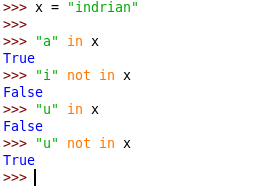 >>> x = "indrian"
>>>
>>> "a" in x
True
>>> "i" not in x
False
>>> "u" in x
False
>>> "u" not in x
True
>>>